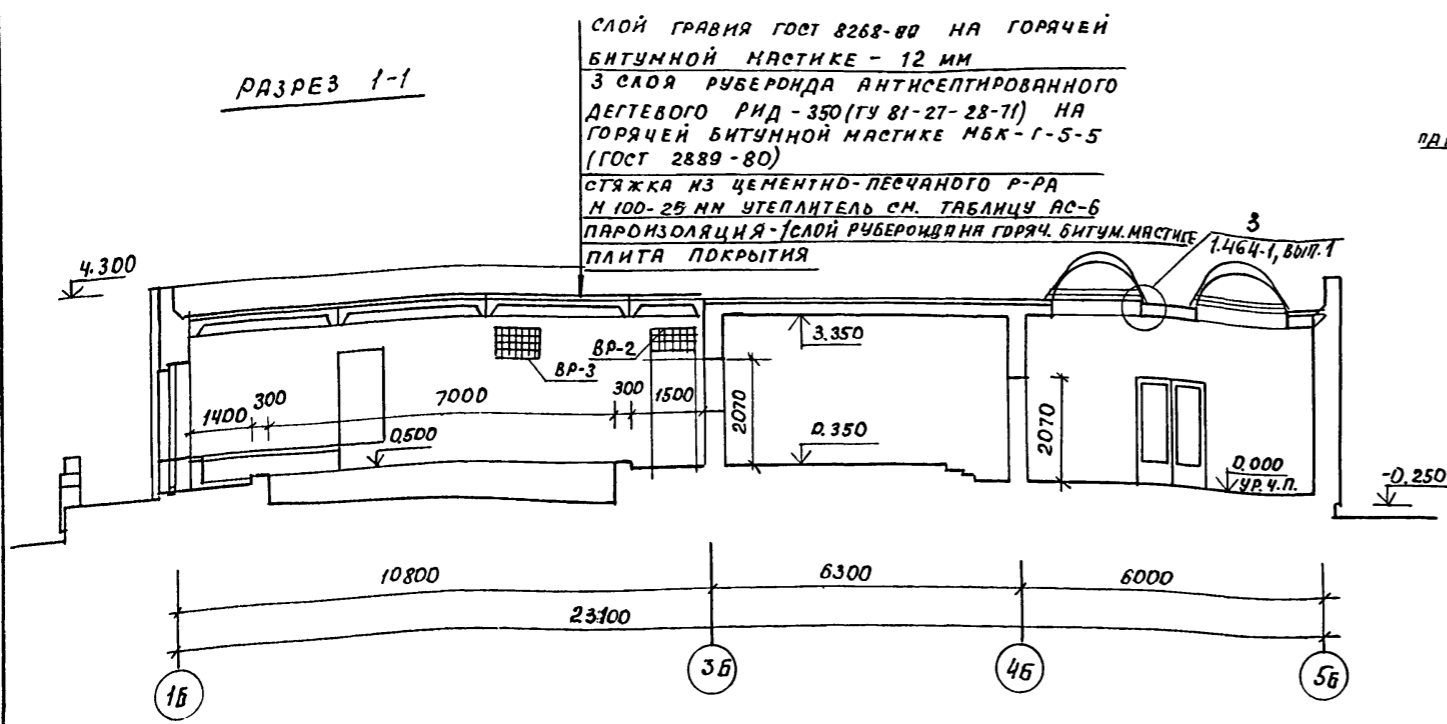 РАЗРЕЗ 1-1
СЛОЙ ГРАВИЯ ГОСТ 8268-80 НА ГОРЯЧЕЙ
БИТУМНОЙ МАСТИКЕ - 12 ММ
3 СЛОЯ РУБЕРОИДА АНТИСЕПТИРОВАННОГО
ДЕГТЕВОГО РМД-350 (ТУ 81-27-28-71) НА
ГОРЯЧЕЙ БИТУМНОЙ МАСТИКЕ МБК-Г-5-5
(ГОСТ 2889-80)
СТЯЖКА ИЗ ЦЕМЕНТНО-ПЕСЧАНОГО Р-РА
М 100-25 ММ УТЕПЛИТЕЛЬ СМ. ТАБЛИЦУ АС-6
ПАРОИЗОЛЯЦИЯ-1 СЛОЙ РУБЕРОИДА НА ГОРЯЧ. БИТУМ. МАСТИКЕ
ПЛИТА ПОКРЫТИЯ
3
1.464-1, ВЫП. 1
4.300
ВР-3
ВР-2
3.350
1400
300
7000
300
1500
2070
2070
0.500
0.350
0.000
УР. Ч.П.
-0.250
10800
6300
6000
23100
1Б
3Б
4Б
5Б